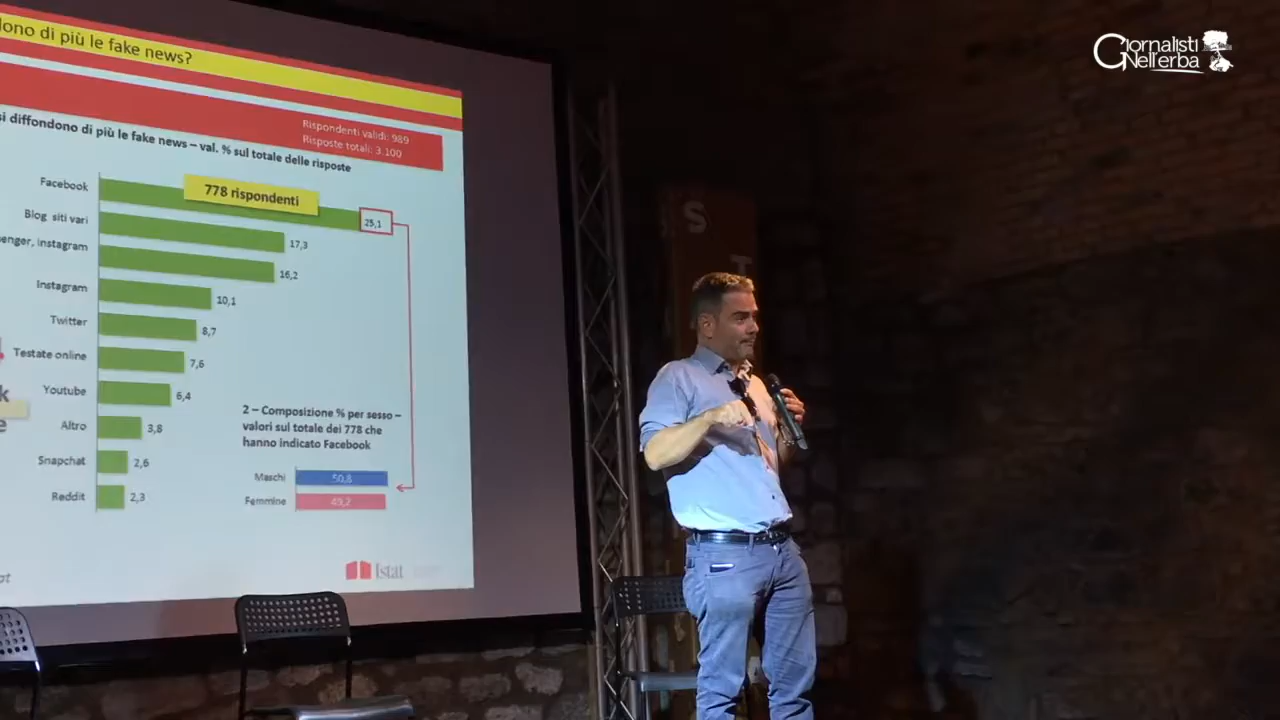 dono di più le fake news?
Rispondenti validi: 989
Risposte totali: 3.100
si diffondono di più le fake news – val. % sul totale delle risposte
778 rispondenti
Facebook
25,1
Blog siti vari
17,3
enger, instagram
16,2
Instagram
10,1
Twitter
8,7
Testate online
7,6
Youtube
6,4
Altro
3,8
Snapchat
2,6
Reddit
2,3
2 – Composizione % per sesso –
valori sul totale dei 778 che
hanno indicato Facebook
Maschi
50,8
Femmine
49,2
Istat
Giornalisti
Nell'erba
S
T